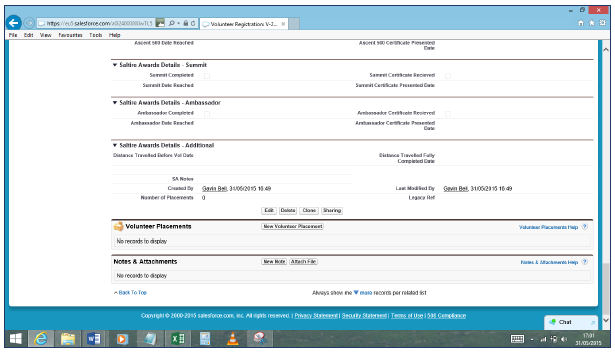 https://eu5.salesforce.com
Volunteer Registration: V-2...
File Edit View Favourites Tools Help
Ascent 500 Date Reached Ascent 500 Certificate Presented Date
Saltire Awards Details - Summit
Summit Completed Summit Certificate Recieved
Summit Date Reached Summit Certificate Presented Date
Saltire Awards Details - Ambassador
Ambassador Completed Ambassador Certificate Recieved
Ambassador Date Reached Ambassador Certificate Presented Date
Saltire Awards Details - Additional
Distance Travelled Before Vol Date Distance Travelled Fully Completed Date
SA Notes
Created By Gavin Bell, 31/05/2015 16:49 Last Modified By Gavin Bell, 31/05/2015 16:49
Number of Placements 0 Legacy Ref
Edit Delete Clone Sharing
Volunteer Placements New Volunteer Placement Volunteer Placements Help ?
No records to display
Notes & Attachments New Note Attach File Notes & Attachments Help ?
No records to display
Back To Top Always show me more records per related list
Copyright © 2000-2015 salesforce.com, inc. All rights reserved. | Privacy Statement | Security Statement | Terms of Use | 508 Compliance
Chat
17:01
31/05/2015